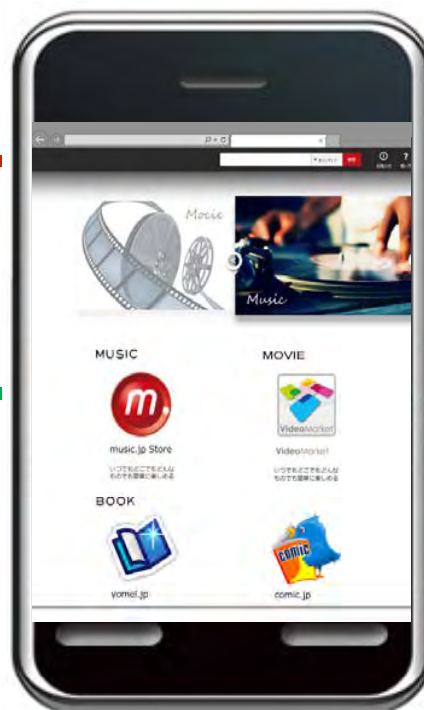 Mocie
Music
MUSIC
MOVIE
m.
VideoMarket
music.jp Store
VideoMarket
いつでもどこでもどんな
ものでも簡単に楽しめる
いつでもどこでもどんな
ものでも簡単に楽しめる
BOOK
comic
yomel.jp
comic.jp